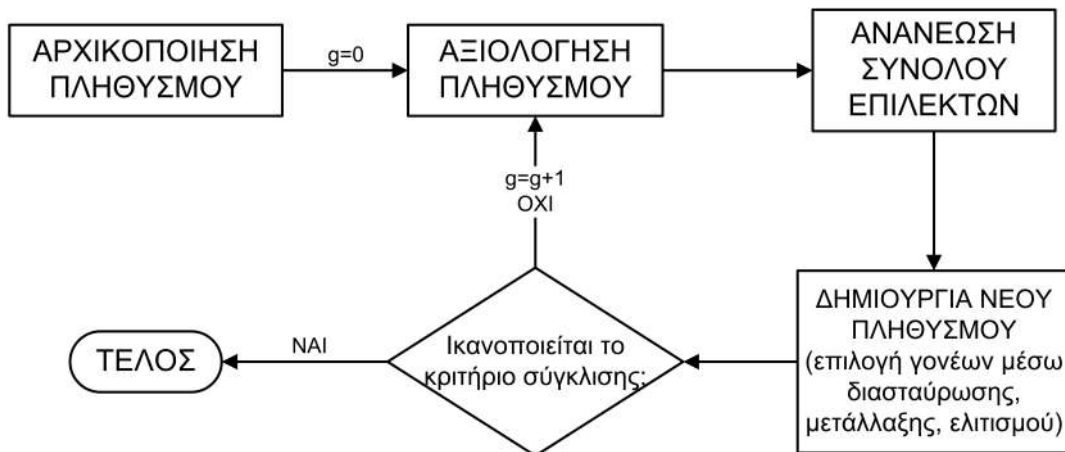 ΑΡΧΙΚΟΠΟΙΗΣΗ
ΠΛΗΘΥΣΜΟΥ
g=0
ΑΞΙΟΛΟΓΗΣΗ
ΠΛΗΘΥΣΜΟΥ
ΑΝΑΝΕΩΣΗ
ΣΥΝΟΛΟΥ
ΕΠΙΛΕΚΤΩΝ
g=g+1
ΟΧΙ
ΔΗΜΙΟΥΡΓΙΑ ΝΕΟΥ
ΠΛΗΘΥΣΜΟΥ
(επιλογή γονέων μέσω
διασταύρωσης,
μετάλλαξης, ελιτισμού)
Ικανοποιείται το
κριτήριο σύγκλισης;
ΝΑΙ
ΤΕΛΟΣ